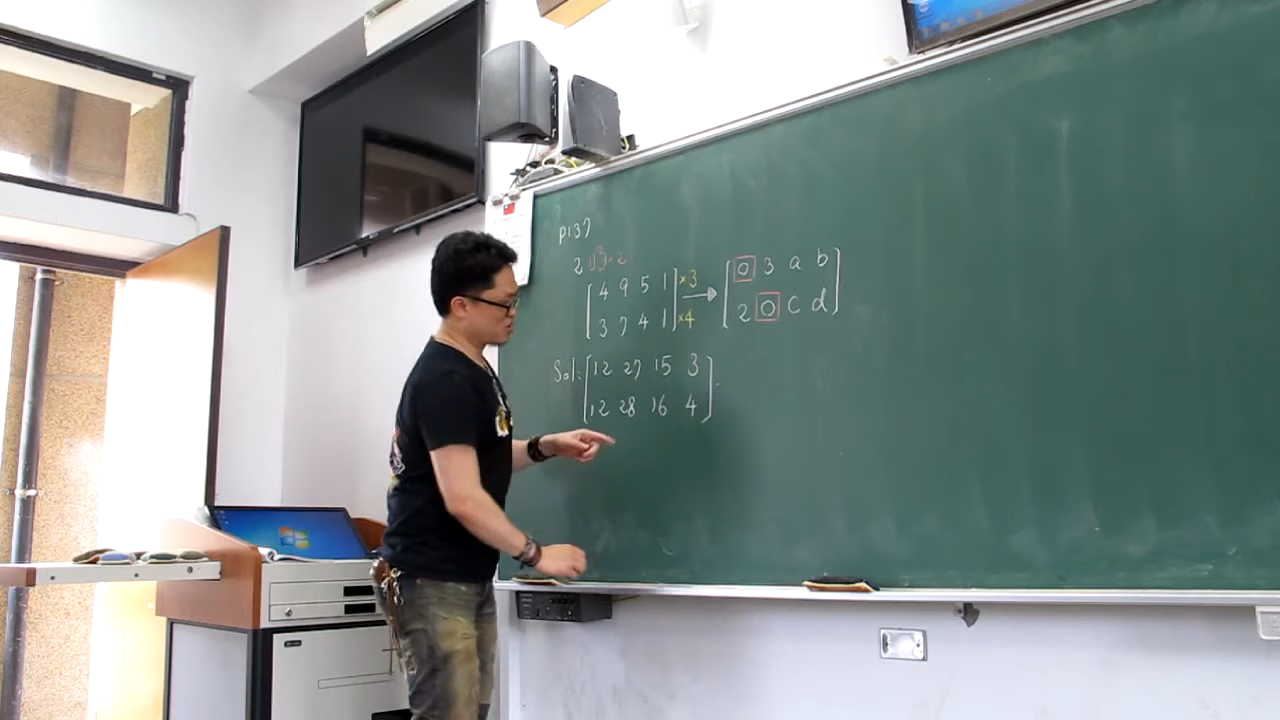 P137
2
[4 9 5 1] ×3 → [0 3 a b]
[3 7 4 1] ×4 [2 0 c d]
Sol: [12 27 15 3]
[12 28 16 4]